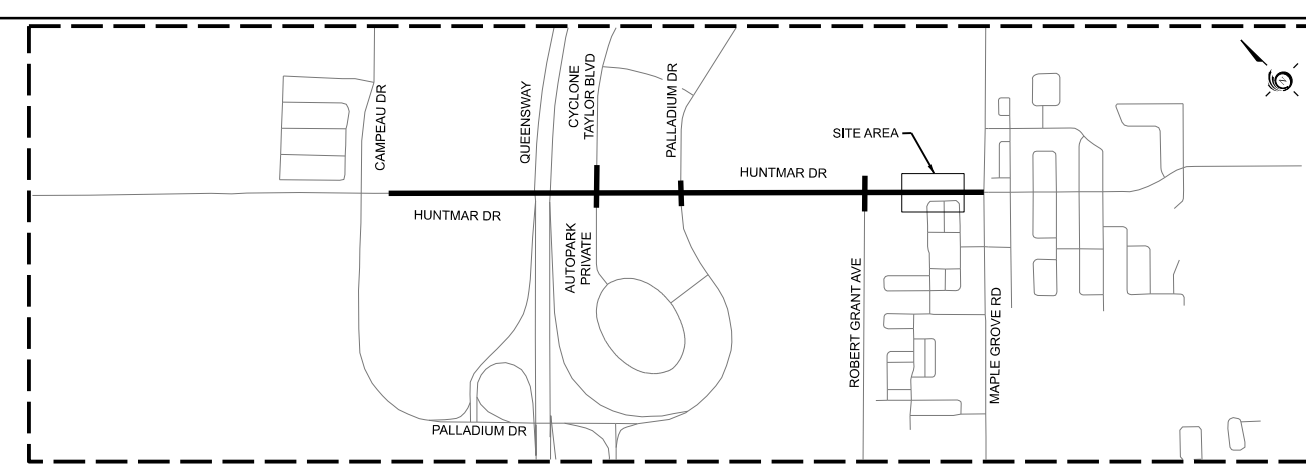 CAMPEAU DR
QUEENSWAY
CYCLONE
TAYLOR BLVD
PALLADIUM DR
SITE AREA
HUNTMAR DR
HUNTMAR DR
AUTOPARK
PRIVATE
ROBERT GRANT AVE
MAPLE GROVE RD
PALLADIUM DR